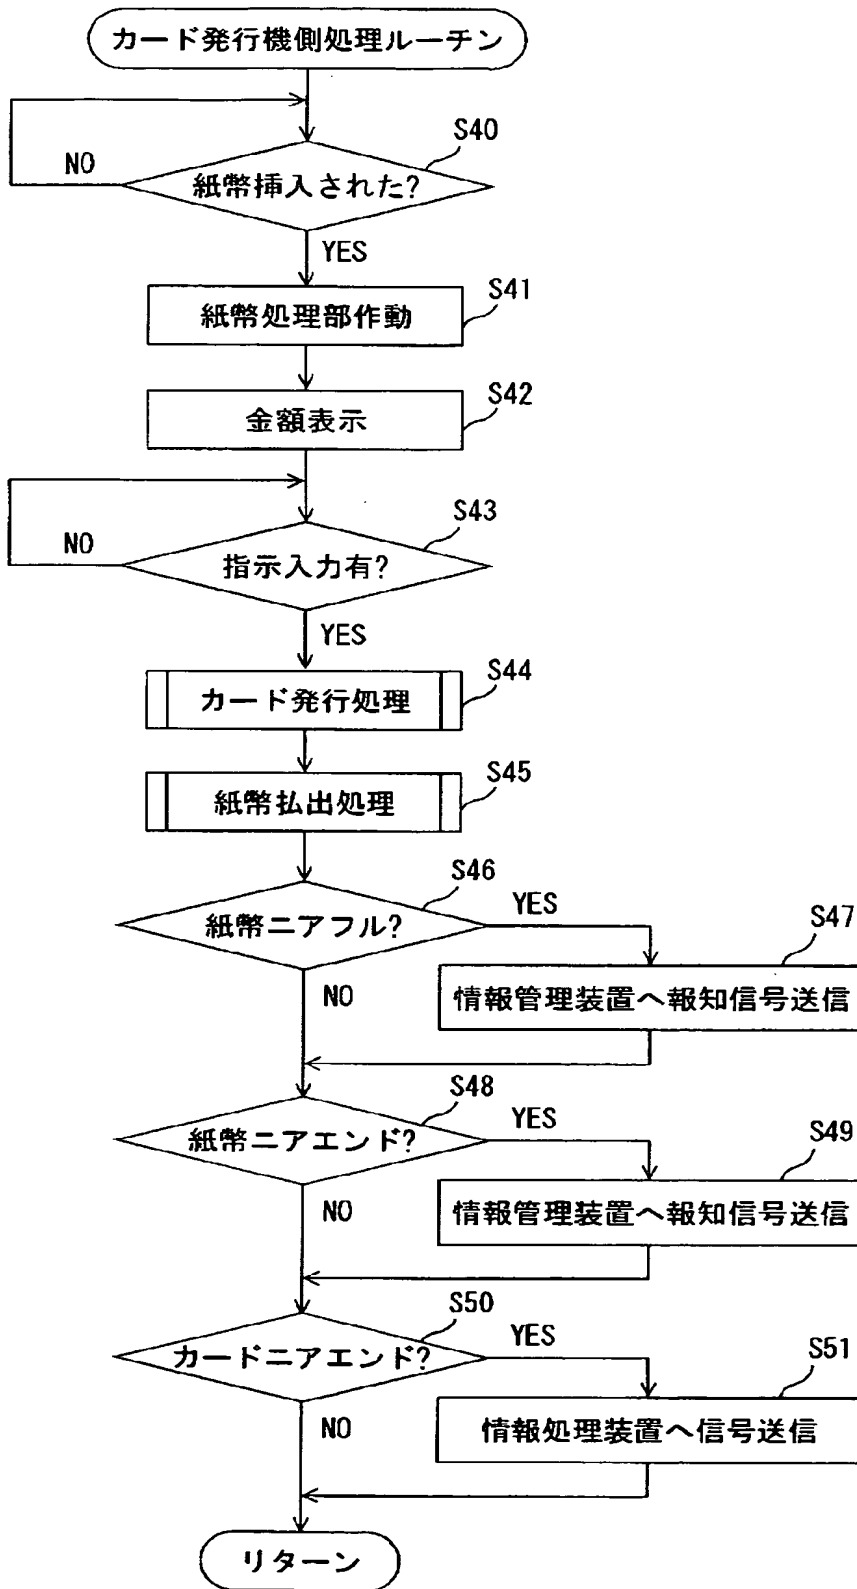 カード発行機側処理ルーチン
S40
NO
紙幣挿入された?
YES
S41
紙幣処理部作動
S42
金額表示
S43
NO
指示入力有?
YES
S44
カード発行処理
S45
紙幣払出処理
S46
紙幣ニアフル?
YES
S47
NO
情報管理装置へ報知信号送信
S48
紙幣ニアエンド?
YES
S49
NO
情報管理装置へ報知信号送信
S50
カードニアエンド?
YES
S51
NO
情報処理装置へ信号送信
リターン